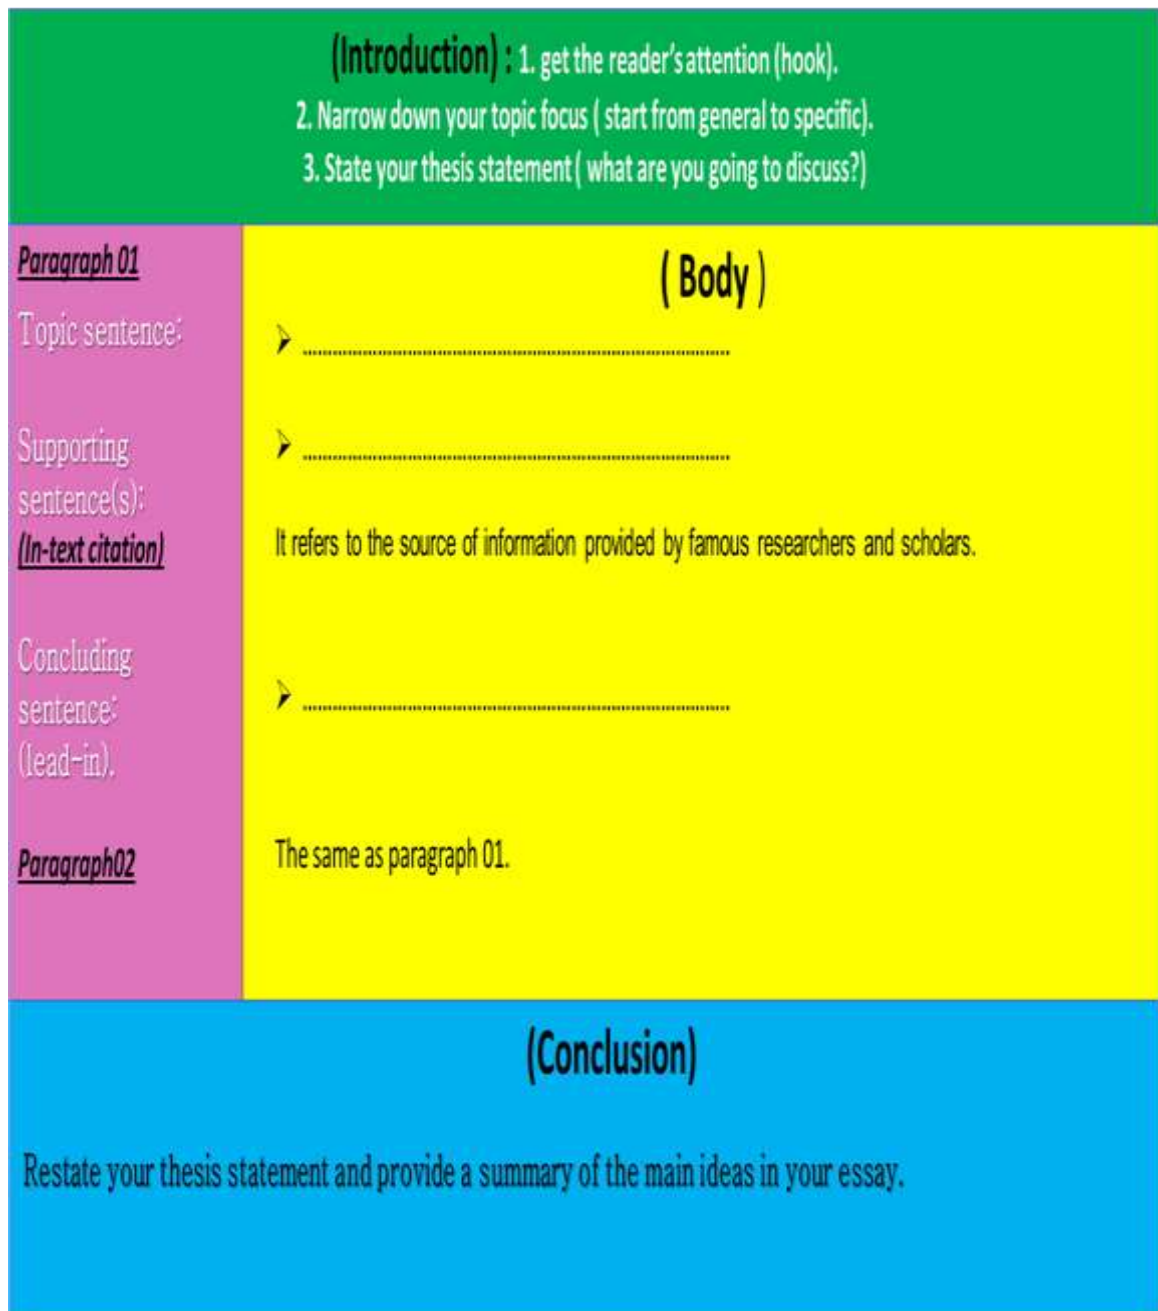 (Introduction) : 1. get the reader's attention (hook).
2. Narrow down your topic focus ( start from general to specific).
3. State your thesis statement ( what are you going to discuss?)
Paragraph 01
( Body )
Topic sentence:
➢ ................................................................................
Supporting
sentence(s):
➢ ................................................................................
(In-text citation)
It refers to the source of information provided by famous researchers and scholars.
Concluding
sentence:
(lead-in).
➢ ................................................................................
Paragraph02
The same as paragraph 01.
(Conclusion)
Restate your thesis statement and provide a summary of the main ideas in your essay.